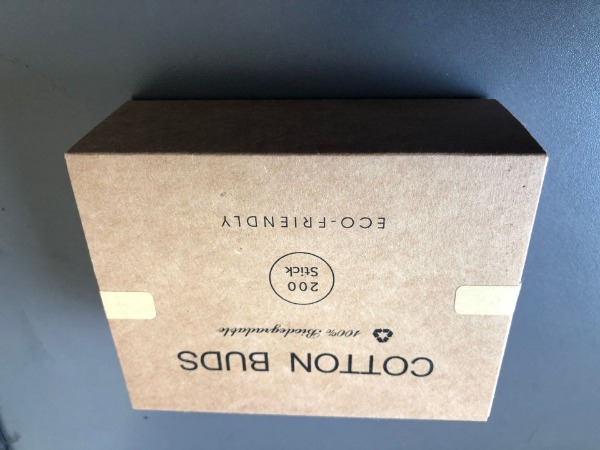 COTTON BUDS
100% Biodegradable
200
Stick
ECO-FRIENDLY